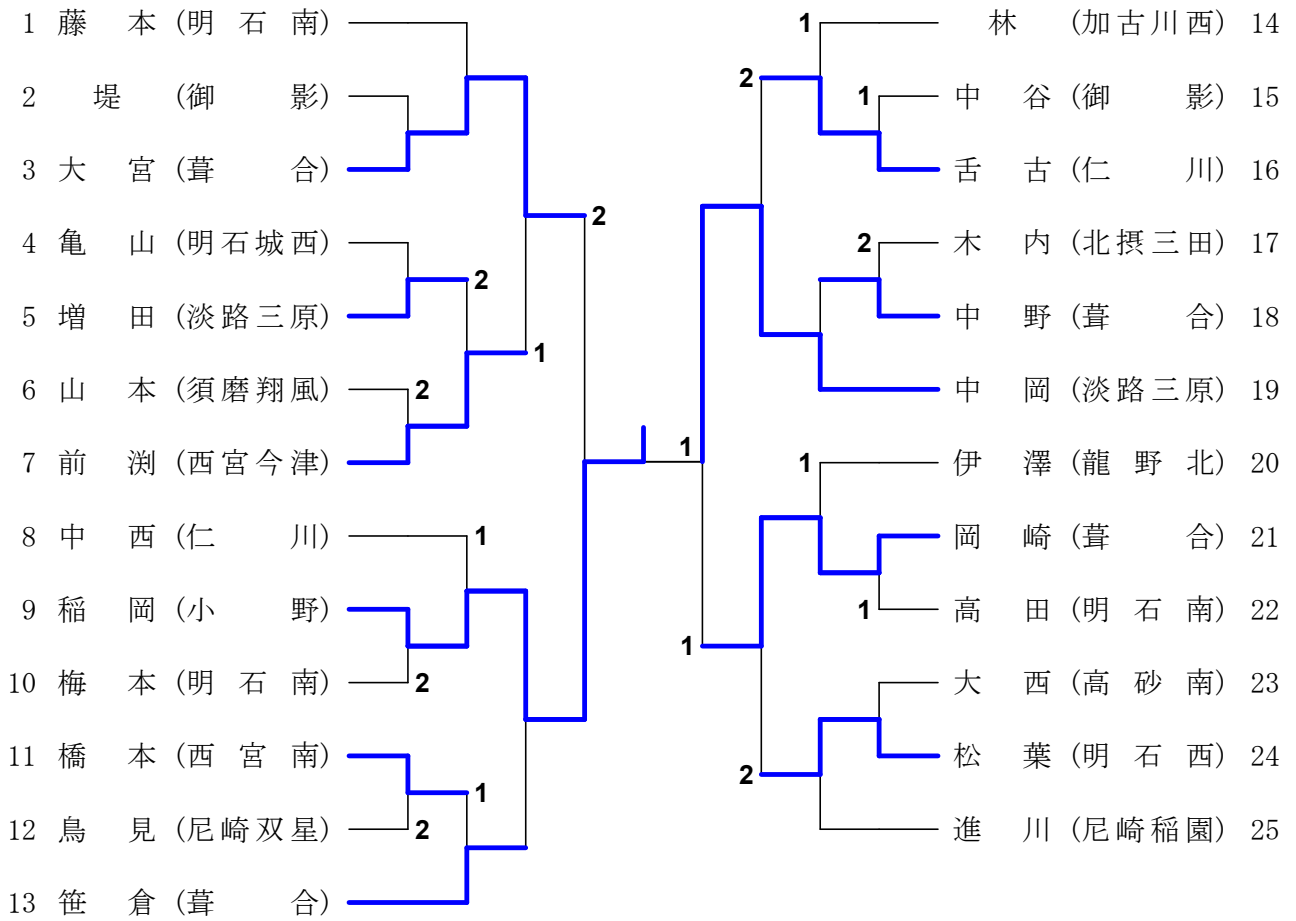 1 藤 本 (明 石 南)
2 堤 (御 影)
3 大 宮 (葺 合)
4 亀 山 (明石城西)
5 増 田 (淡路三原)
6 山 本 (須磨翔風)
7 前 渕 (西宮今津)
8 中 西 (仁 川)
9 稲 岡 (小 野)
10 梅 本 (明 石 南)
11 橋 本 (西 宮 南)
12 鳥 見 (尼崎双星)
13 笹 倉 (葺 合)
2
2
1
2
1
2
1
2
1
林 (加古川西) 14
中 谷 (御 影) 15
舌 古 (仁 川) 16
木 内 (北摂三田) 17
中 野 (葺 合) 18
中 岡 (淡路三原) 19
伊 澤 (龍 野 北) 20
岡 崎 (葺 合) 21
高 田 (明 石 南) 22
大 西 (高 砂 南) 23
松 葉 (明 石 西) 24
進 川 (尼崎稲園) 25
1
2
1
2
1
1
1
1
2